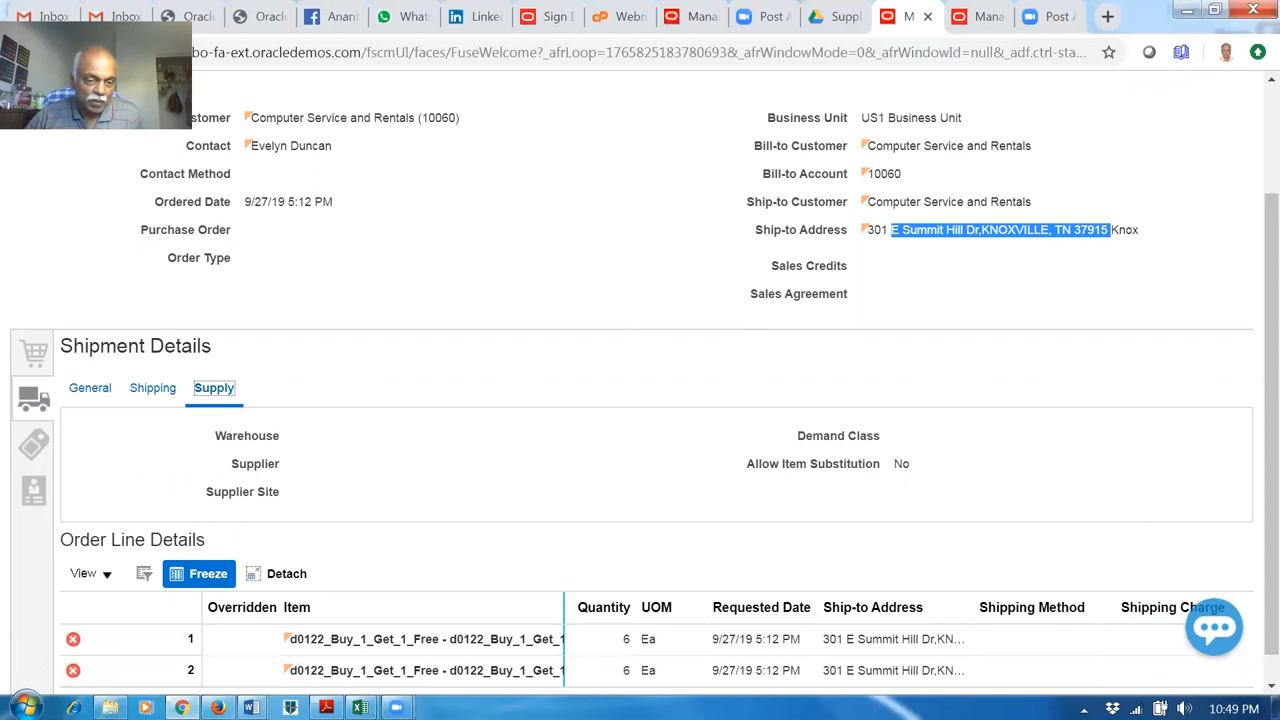 Inbox
Inbox
Oracl
Oracl
Anant
Whats
Linke
Sign I
Webn
Mana
Post A
Supp
M
Mana
Post A
bo-fa-ext.oracledemos.com/fscmUI/faces/FuseWelcome?_afrLoop=17658251837806938&_afrWindowMode=0&_afrWindowId=null&_adf.ctrl-sta...
stomer Computer Service and Rentals (10060)
Contact Evelyn Duncan
Contact Method
Ordered Date 9/27/19 5:12 PM
Purchase Order
Order Type
Business Unit US1 Business Unit
Bill-to Customer Computer Service and Rentals
Bill-to Account 10060
Ship-to Customer Computer Service and Rentals
Ship-to Address 301 E Summit Hill Dr,KNOXVILLE, TN 37915 Knox
Sales Credits
Sales Agreement
Shipment Details
General Shipping Supply
Warehouse
Supplier
Supplier Site
Demand Class
Allow Item Substitution No
Order Line Details
View Freeze Detach
Overridden Item Quantity UOM Requested Date Ship-to Address Shipping Method Shipping Charge
1 d0122_Buy_1_Get_1_Free - d0122_Buy_1_Get_1 6 Ea 9/27/19 5:12 PM 301 E Summit Hill Dr,KN...
2 d0122_Buy_1_Get_1_Free - d0122_Buy_1_Get_1 6 Ea 9/27/19 5:12 PM 301 E Summit Hill Dr,KN...
10:49 PM